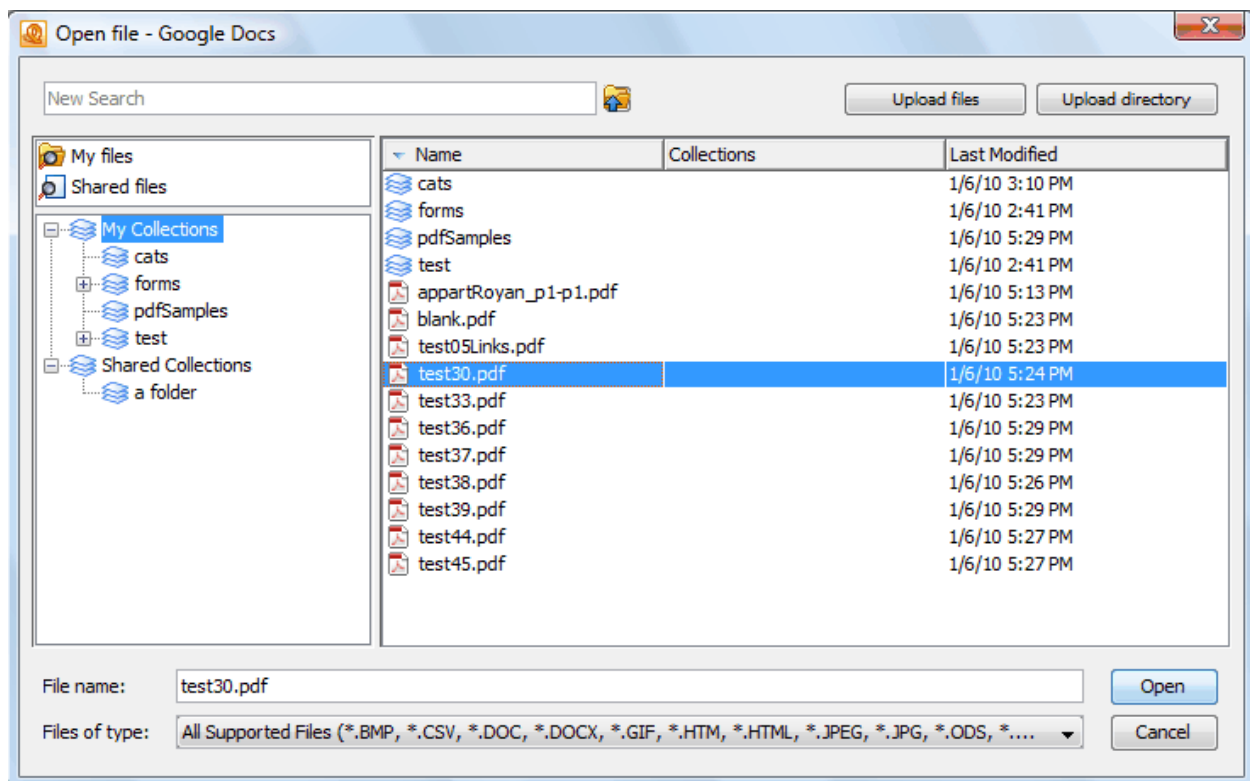 Open file - Google Docs
New Search
Upload files Upload directory
My files
Shared files
My Collections
cats
forms
pdfSamples
test
Shared Collections
a folder
Name Collections Last Modified
cats 1/6/10 3:10 PM
forms 1/6/10 2:41 PM
pdfSamples 1/6/10 5:29 PM
test 1/6/10 2:41 PM
appartRoyan_p1-p1.pdf 1/6/10 5:13 PM
blank.pdf 1/6/10 5:23 PM
test05Links.pdf 1/6/10 5:23 PM
test30.pdf 1/6/10 5:24 PM
test33.pdf 1/6/10 5:23 PM
test36.pdf 1/6/10 5:29 PM
test37.pdf 1/6/10 5:29 PM
test38.pdf 1/6/10 5:26 PM
test39.pdf 1/6/10 5:29 PM
test44.pdf 1/6/10 5:27 PM
test45.pdf 1/6/10 5:27 PM
File name: test30.pdf Open
Files of type: All Supported Files (*.BMP, *.CSV, *.DOC, *.DOCX, *.GIF, *.HTM, *.HTML, *.JPEG, *.JPG, *.ODS, *.... Cancel